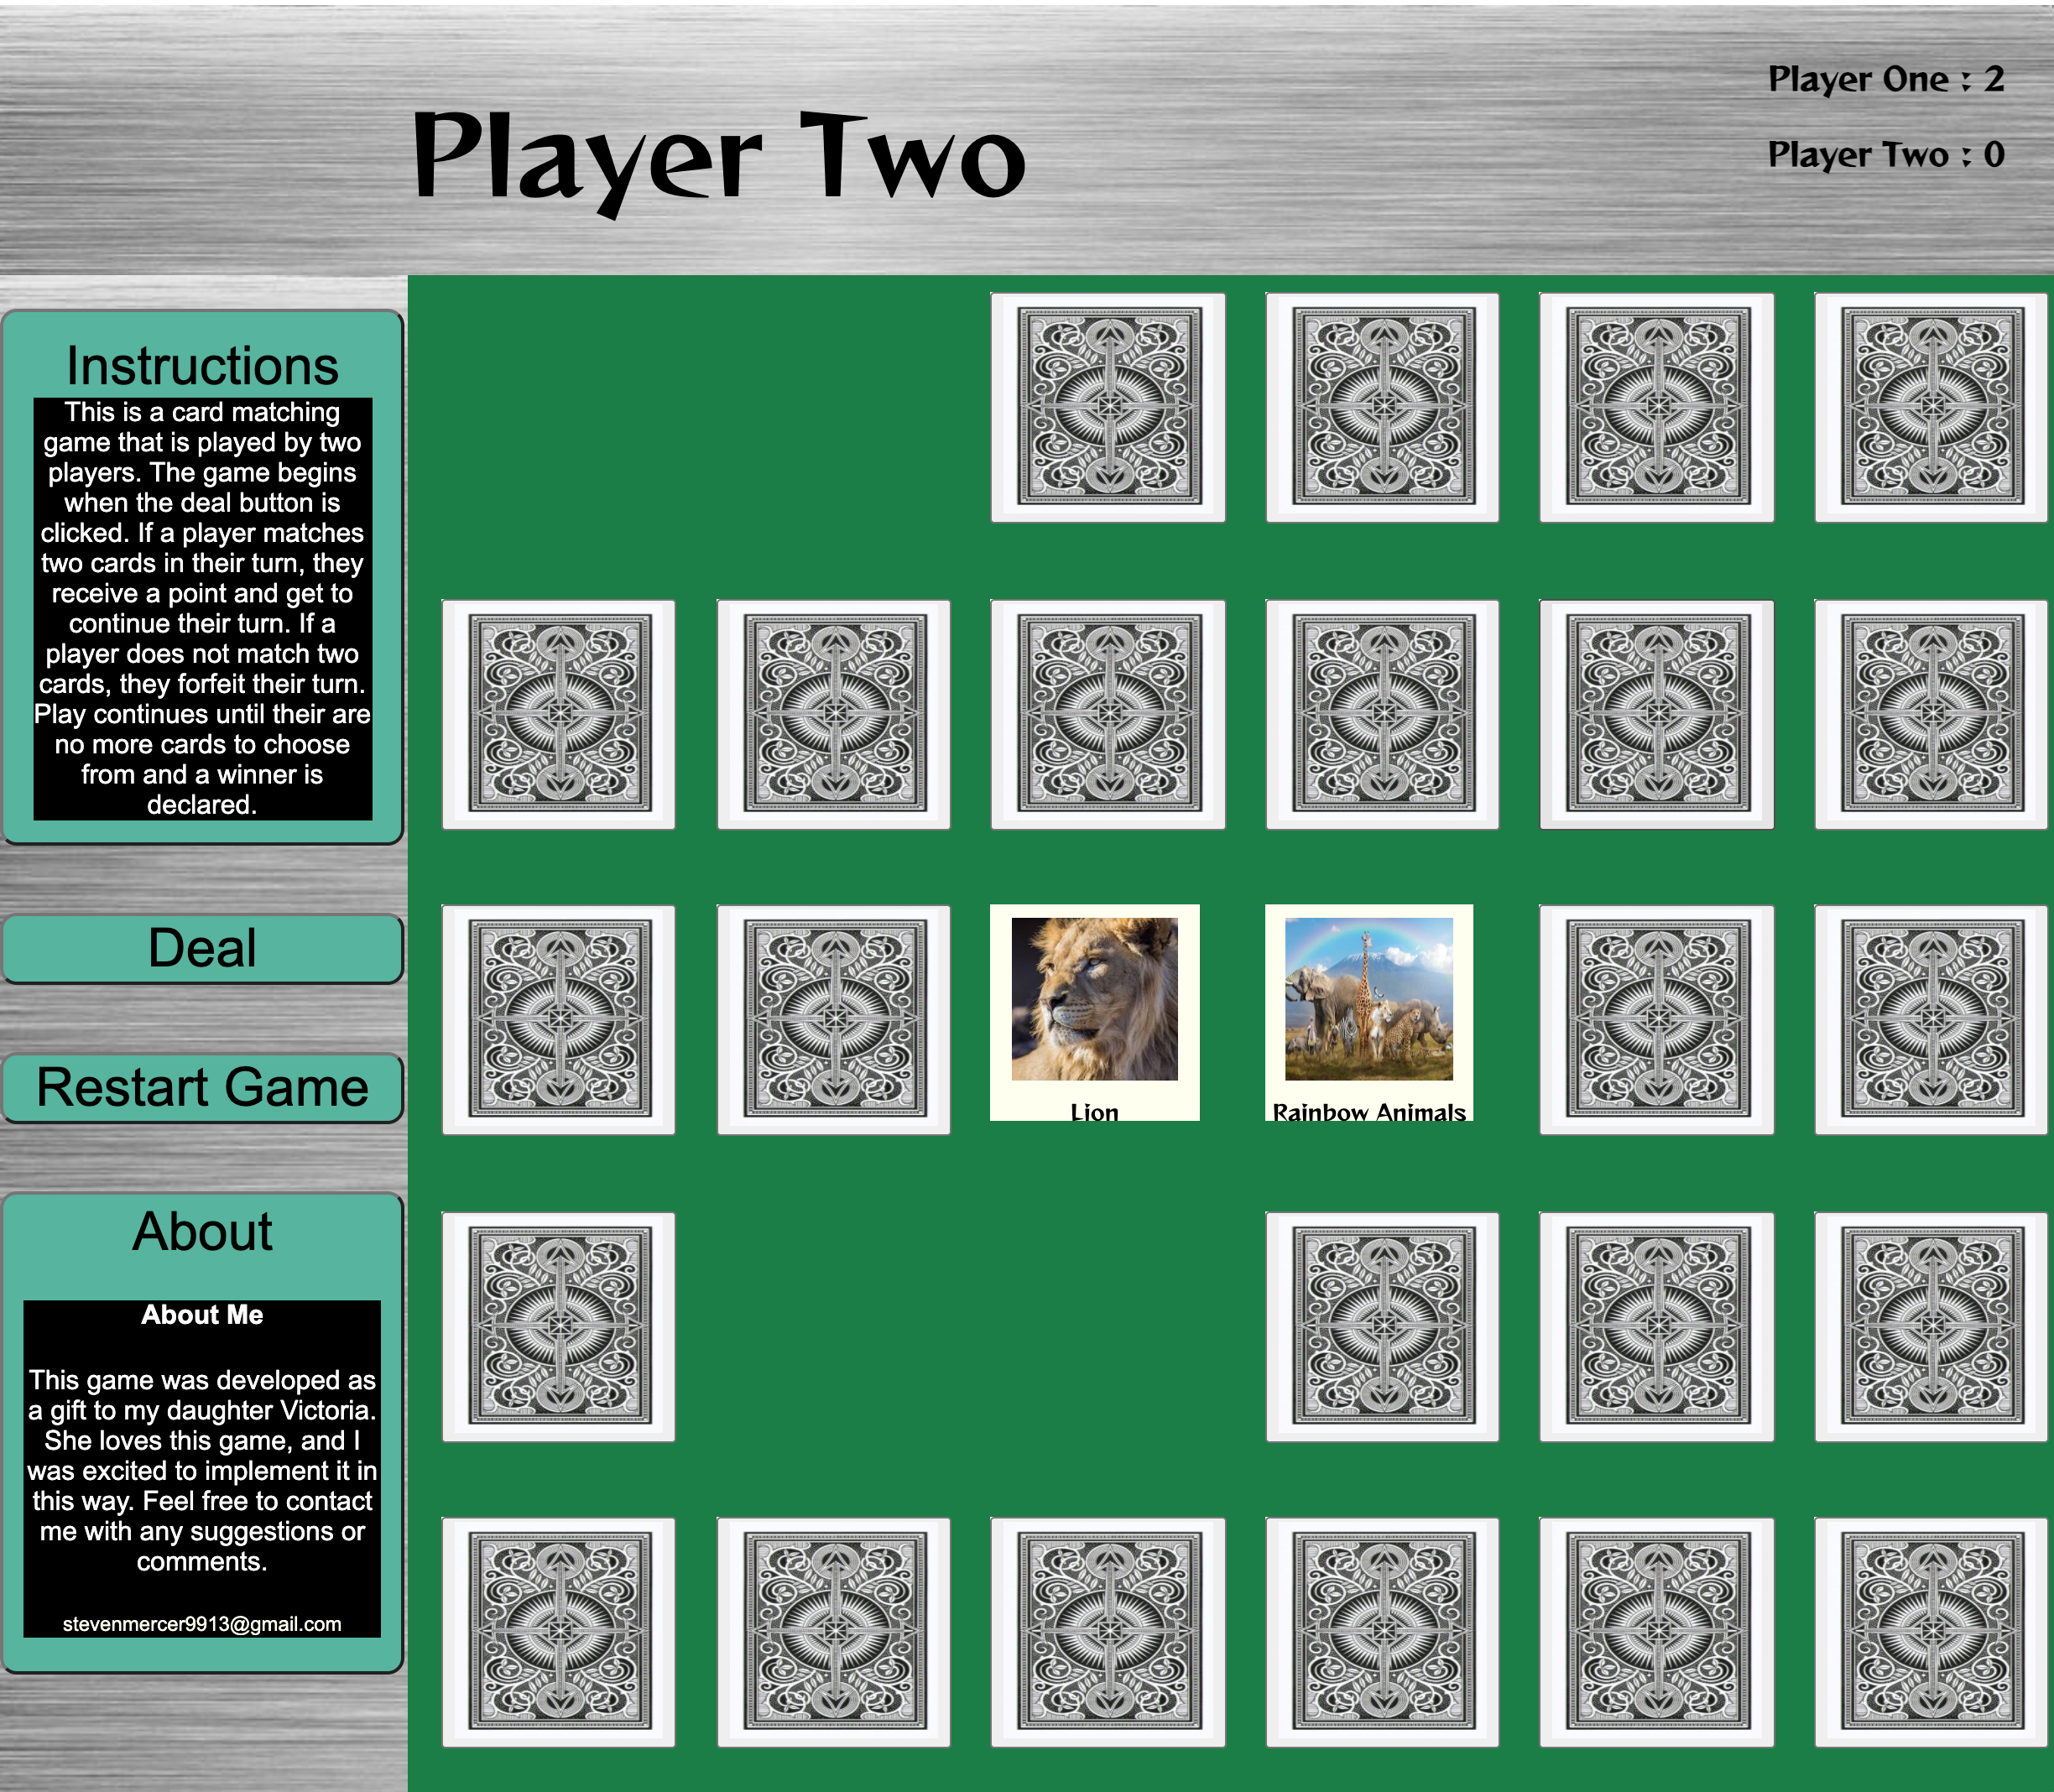 Player Two
Player One : 2
Player Two : 0
Instructions
This is a card matching
game that is played by two
players. The game begins
when the deal button is
clicked. If a player matches
two cards in their turn, they
receive a point and get to
continue their turn. If a
player does not match two
cards, they forfeit their turn.
Play continues until their are
no more cards to choose
from and a winner is
declared.
Deal
Restart Game
About
About Me
This game was developed as
a gift to my daughter Victoria.
She loves this game, and I
was excited to implement it in
this way. Feel free to contact
me with any suggestions or
comments.
stevenmercer9913@gmail.com
Lion
Rainbow Animals